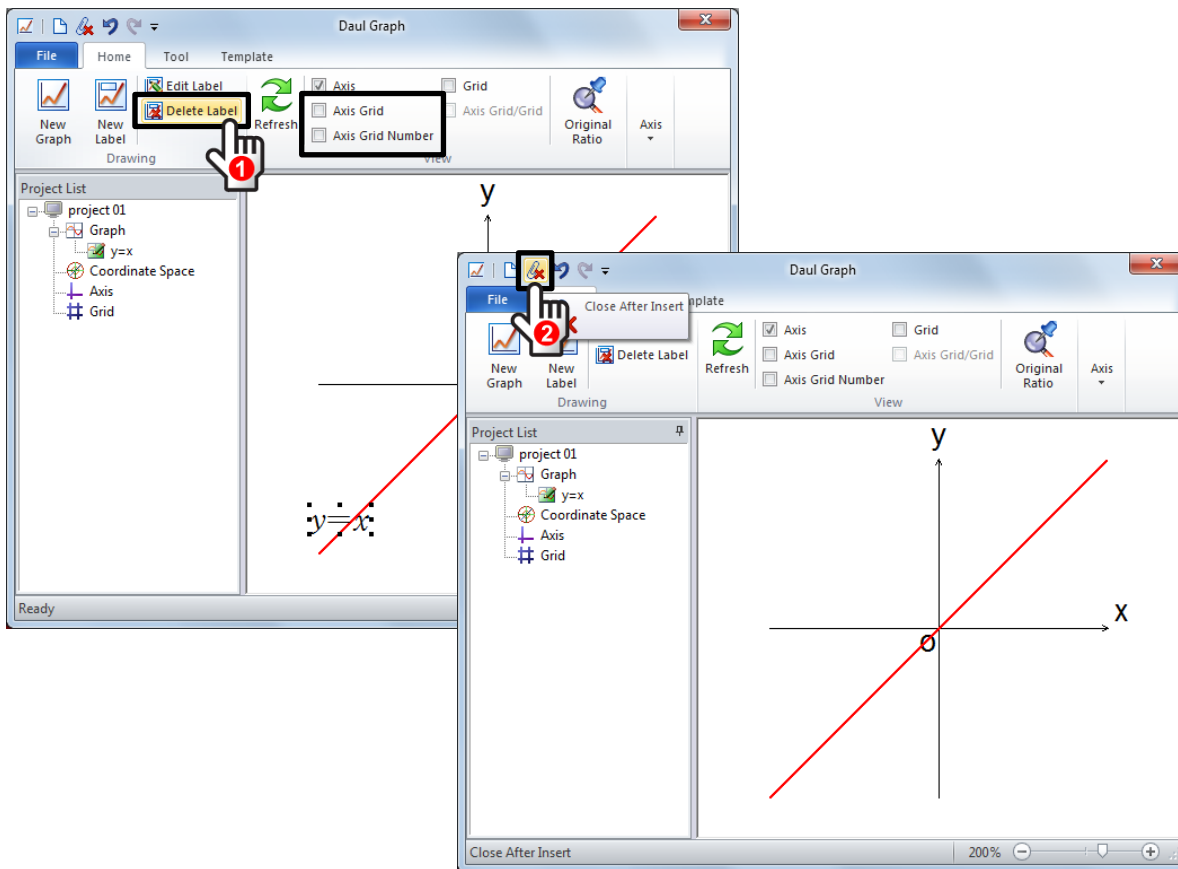 Daul Graph
File Home Tool Template
Edit Label
Delete Label
New Graph
New Label
Drawing
Refresh
Axis
Axis Grid
Axis Grid Number
Grid
Axis Grid/Grid
Original Ratio
Axis
View
1
Project List
project 01
Graph
y=x
Coordinate Space
Axis
Grid
y
y=x
Ready
Daul Graph
File
plate
Close After Insert
2
New Graph
New Label
Delete Label
Drawing
Refresh
Axis
Axis Grid
Axis Grid Number
Grid
Axis Grid/Grid
Original Ratio
Axis
View
Project List
project 01
Graph
y=x
Coordinate Space
Axis
Grid
y
x
O
Close After Insert
200%